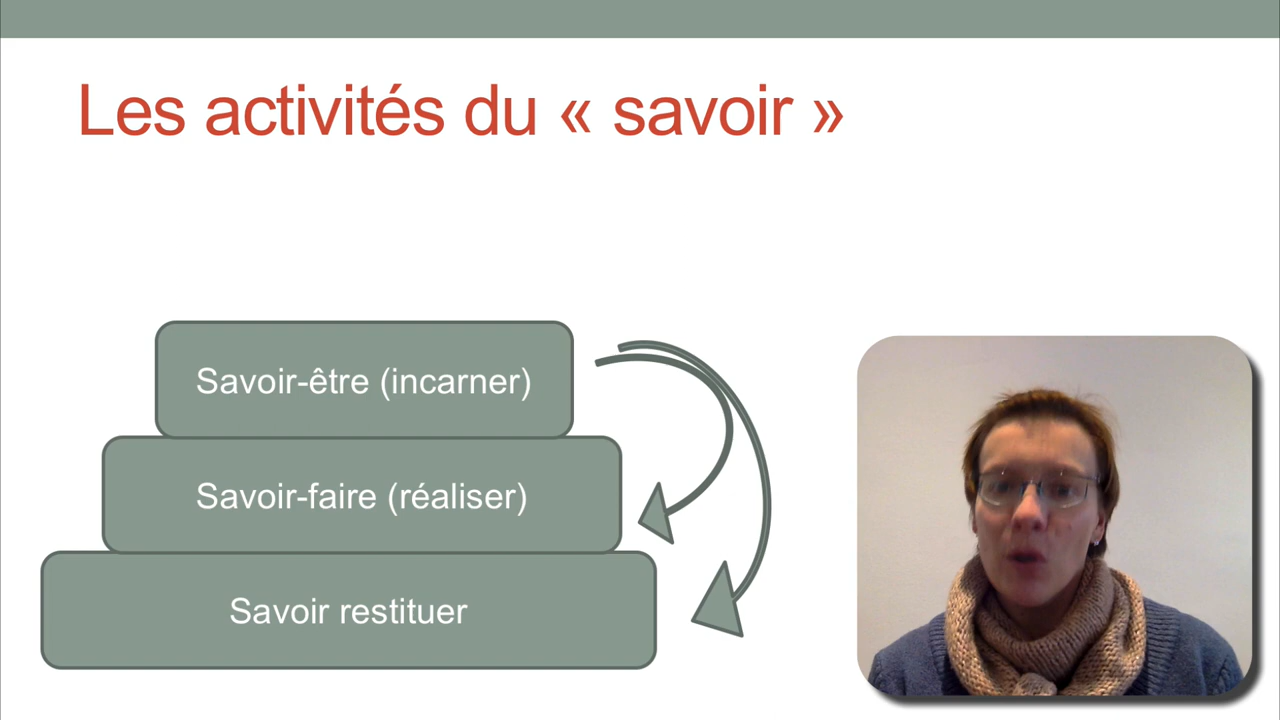 Les activités du « savoir »
Savoir-être (incarner)
Savoir-faire (réaliser)
Savoir restituer